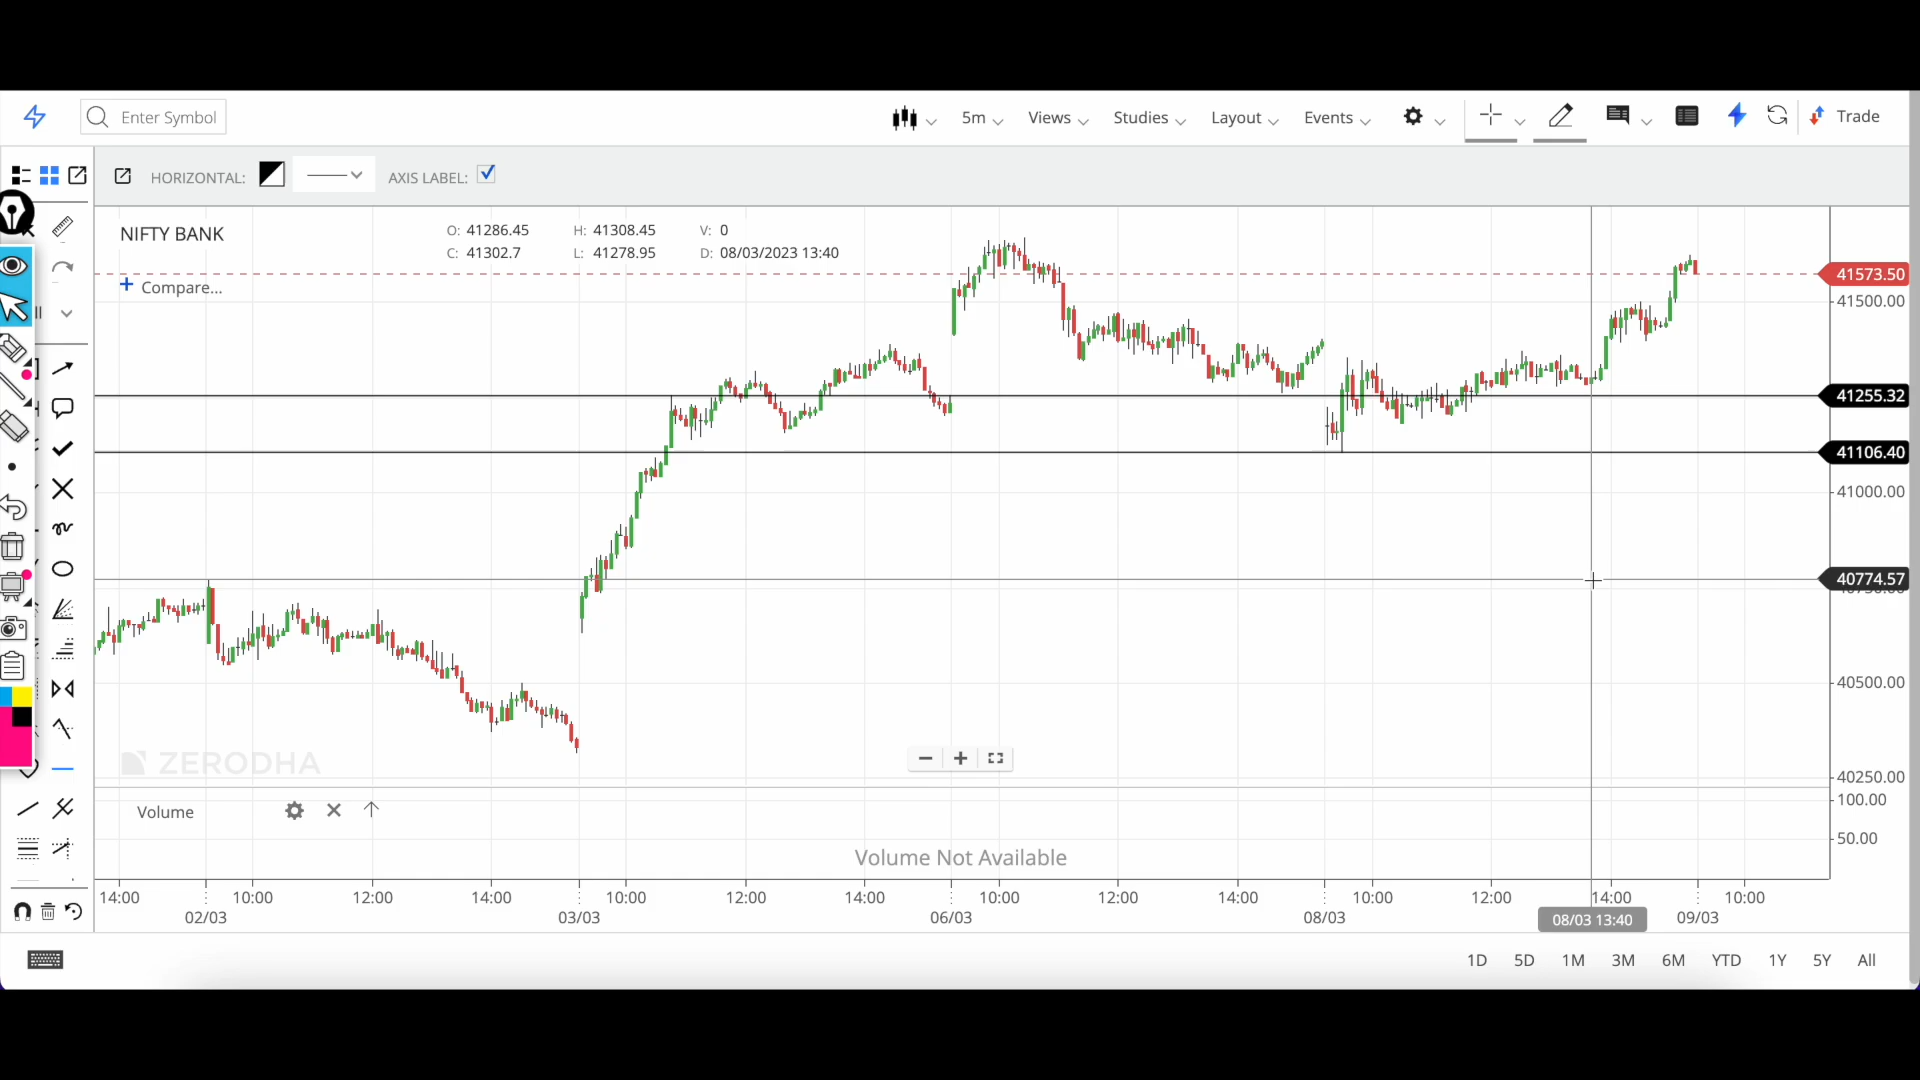 Enter Symbol
5m
Views
Studies
Layout
Events
Trade
HORIZONTAL:
AXIS LABEL:
NIFTY BANK
O: 41286.45 H: 41308.45 V: 0
C: 41302.7 L: 41278.95 D: 08/03/2023 13:40
+ Compare...
41573.50
41500.00
41255.32
41106.40
41000.00
40774.57
40500.00
40250.00
ZERODHA
Volume
100.00
50.00
Volume Not Available
14:00 10:00 12:00 14:00 10:00 12:00 14:00 10:00 12:00 14:00 10:00 12:00 14:00 10:00
02/03 03/03 06/03 08/03 08/03 13:40 09/03
1D 5D 1M 3M 6M YTD 1Y 5Y All